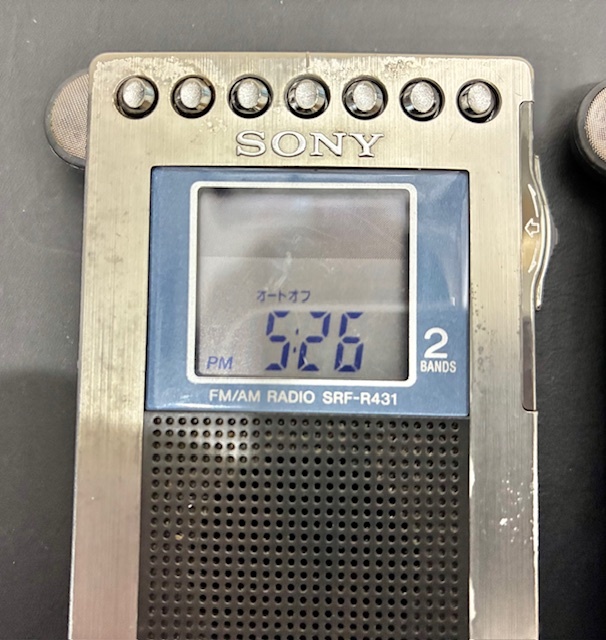 SONY
オートオフ
PM 5:26
2
BANDS
FM/AM RADIO SRF-R431